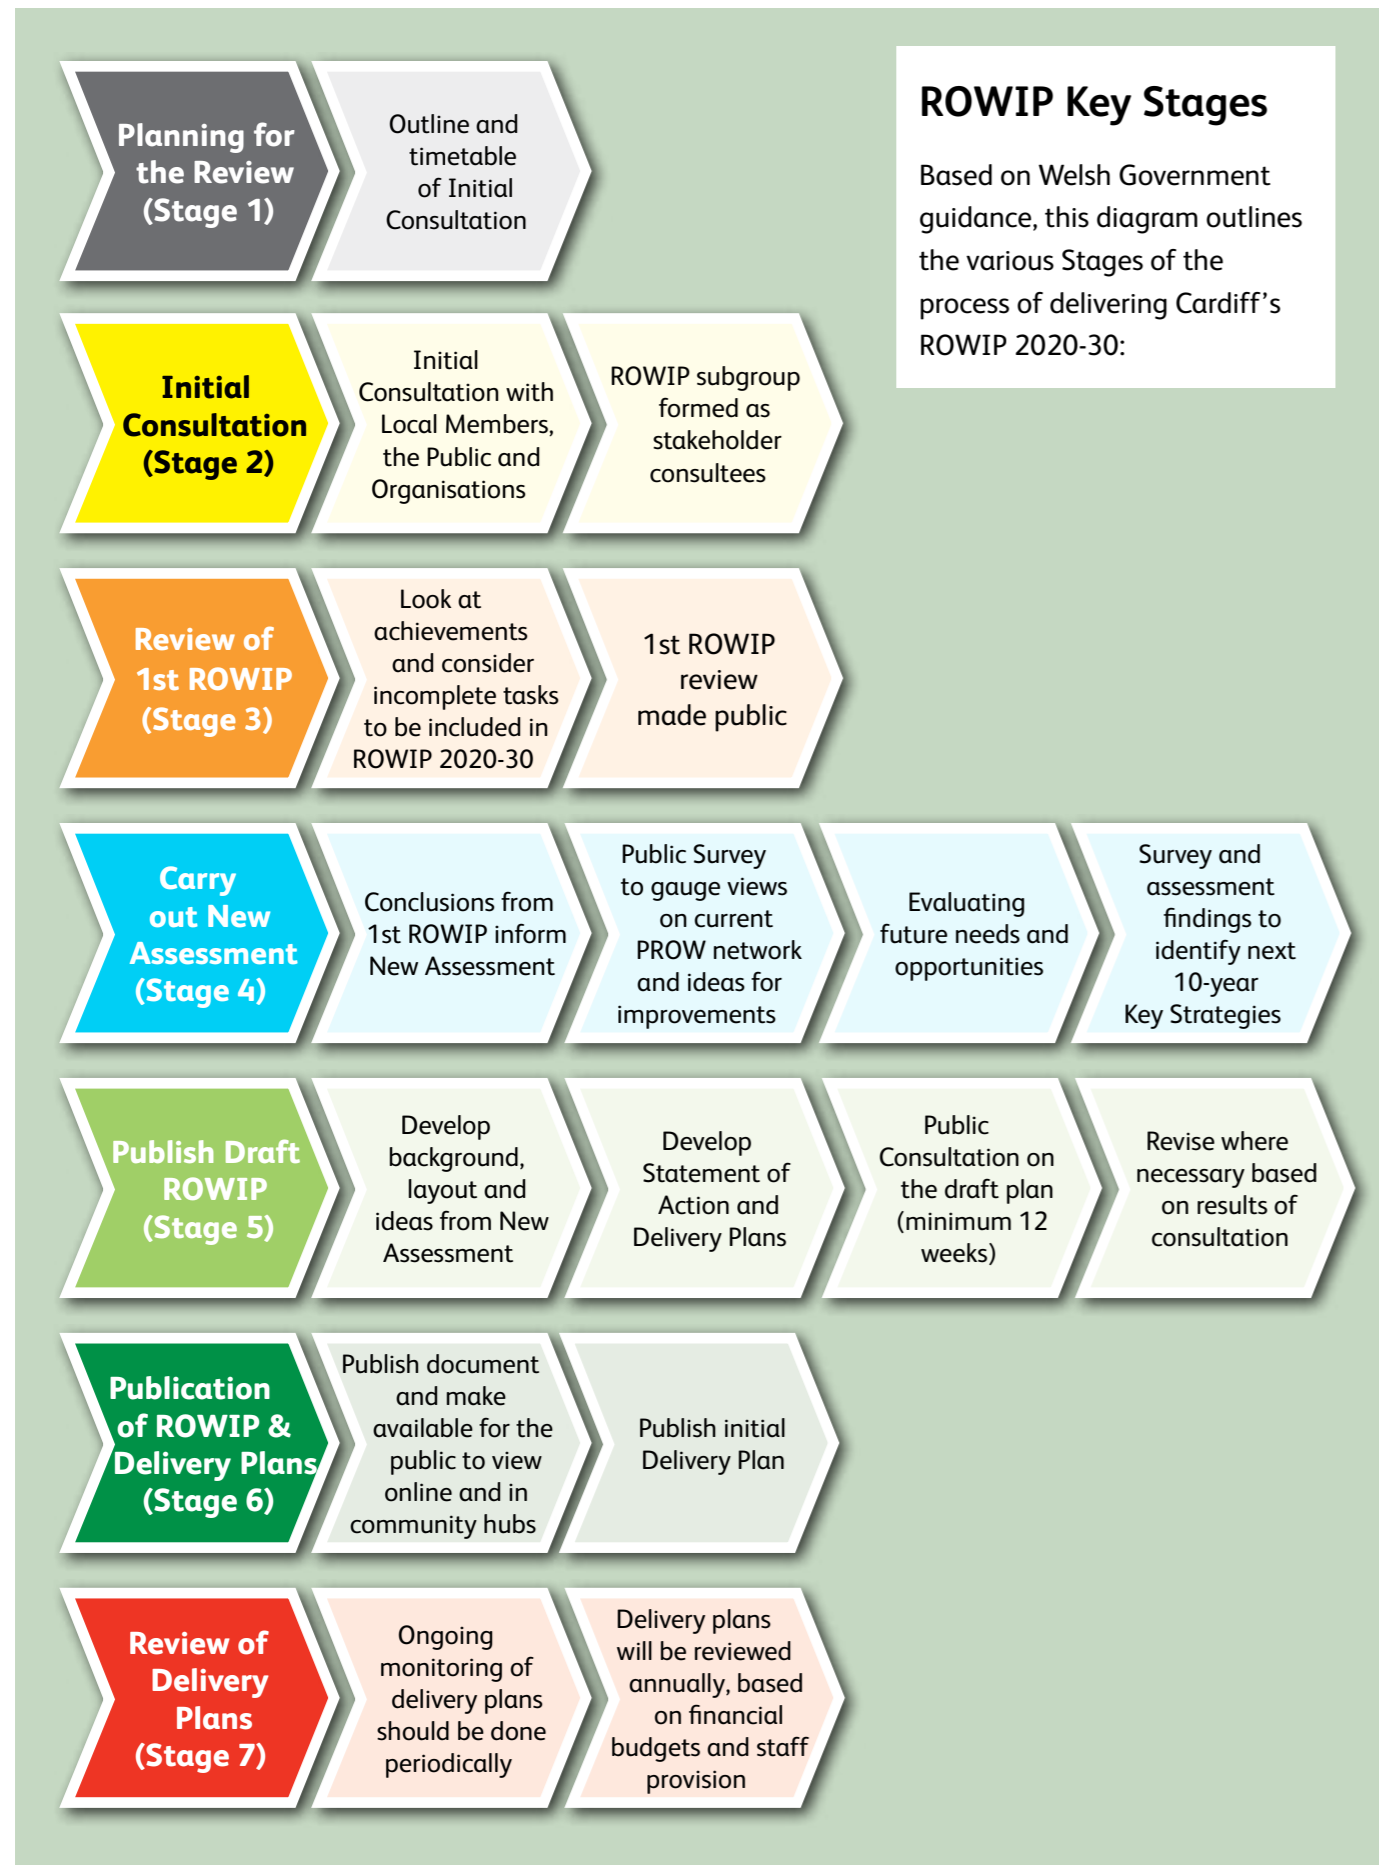 ROWIP Key Stages
Based on Welsh Government
guidance, this diagram outlines
the various Stages of the
process of delivering Cardiff’s
ROWIP 2020-30:
Planning for
the Review
(Stage 1)
Outline and
timetable
of Initial
Consultation
Initial
Consultation
(Stage 2)
Initial
Consultation with
Local Members,
the Public and
Organisations
ROWIP subgroup
formed as
stakeholder
consultees
Review of
1st ROWIP
(Stage 3)
Look at
achievements
and consider
incomplete tasks
to be included in
ROWIP 2020-30
1st ROWIP
review
made public
Carry
out New
Assessment
(Stage 4)
Conclusions from
1st ROWIP inform
New Assessment
Public Survey
to gauge views
on current
PROW network
and ideas for
improvements
Evaluating
future needs and
opportunities
Survey and
assessment
findings to
identify next
10-year
Key Strategies
Publish Draft
ROWIP
(Stage 5)
Develop
background,
layout and
ideas from New
Assessment
Develop
Statement of
Action and
Delivery Plans
Public
Consultation on
the draft plan
(minimum 12
weeks)
Revise where
necessary based
on results of
consultation
Publication
of ROWIP &
Delivery Plans
(Stage 6)
Publish document
and make
available for the
public to view
online and in
community hubs
Publish initial
Delivery Plan
Review of
Delivery
Plans
(Stage 7)
Ongoing
monitoring of
delivery plans
should be done
periodically
Delivery plans
will be reviewed
annually, based
on financial
budgets and staff
provision